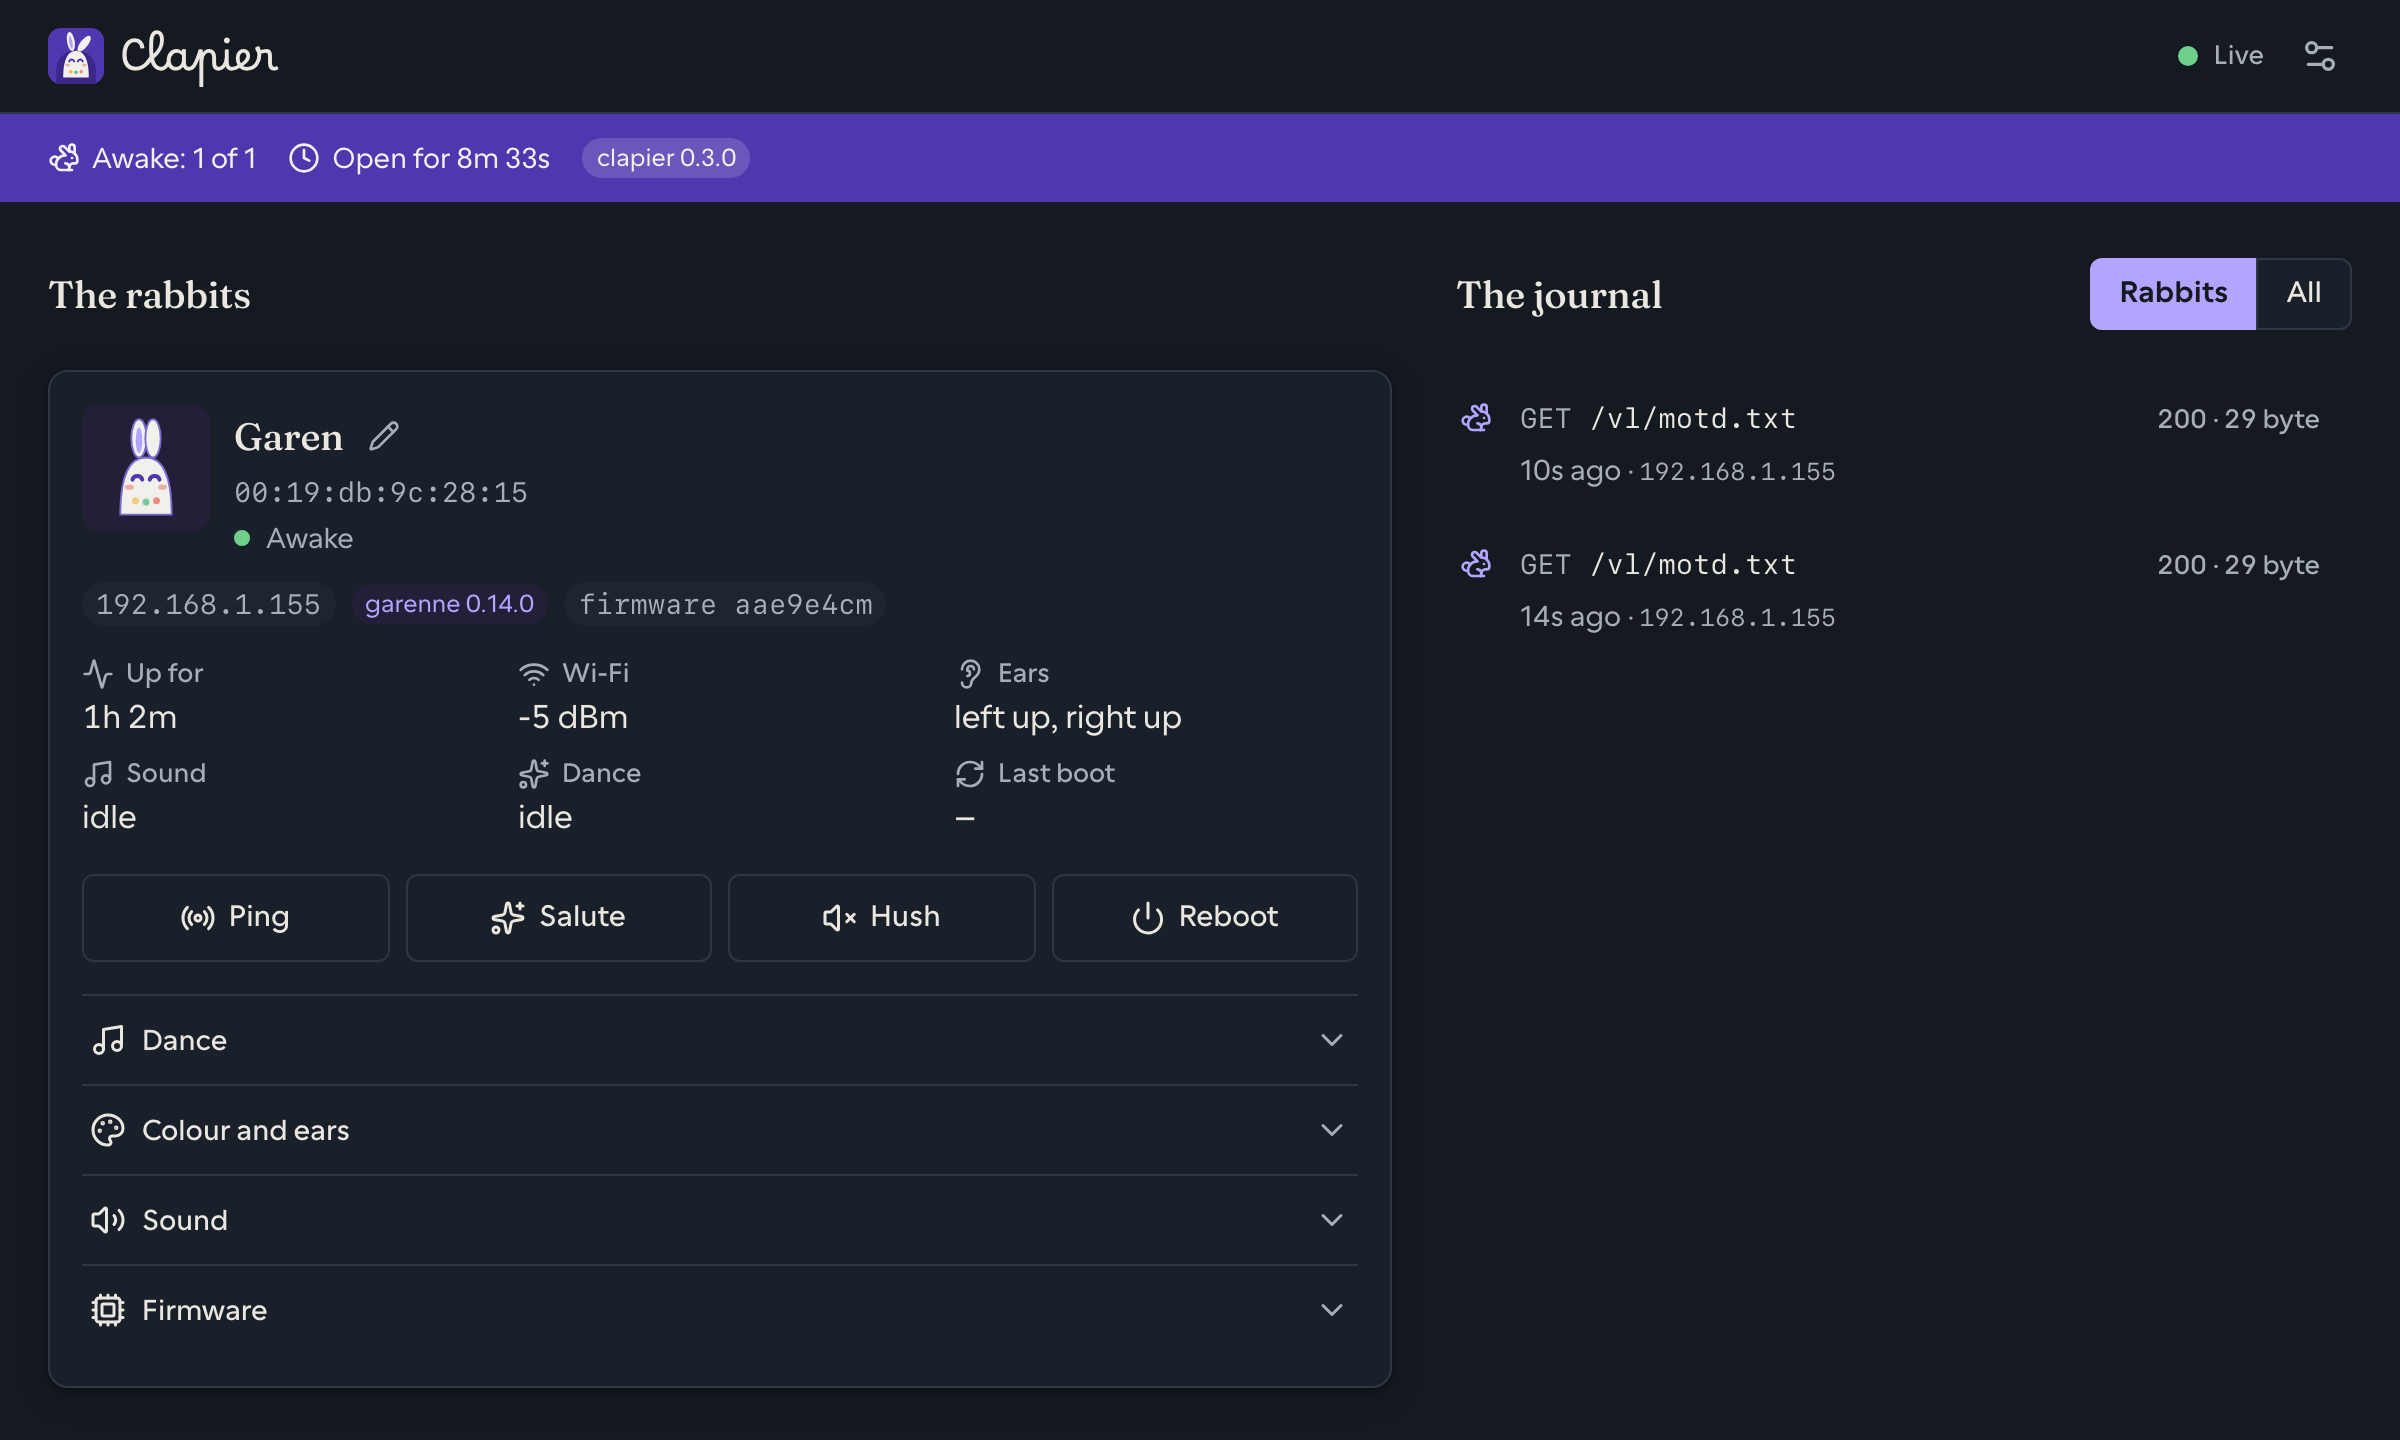 Clapier
Live
Awake: 1 of 1
Open for 8m 33s
clapier 0.3.0
The rabbits
Garen
00:19:db:9c:28:15
Awake
192.168.1.155
garenne 0.14.0
firmware aae9e4cm
Up for
1h 2m
Wi-Fi
-5 dBm
Ears
left up, right up
Sound
idle
Dance
idle
Last boot
–
Ping
Salute
Hush
Reboot
Dance
Colour and ears
Sound
Firmware
The journal
Rabbits
All
GET /vl/motd.txt
200 · 29 byte
10s ago · 192.168.1.155
GET /vl/motd.txt
200 · 29 byte
14s ago · 192.168.1.155